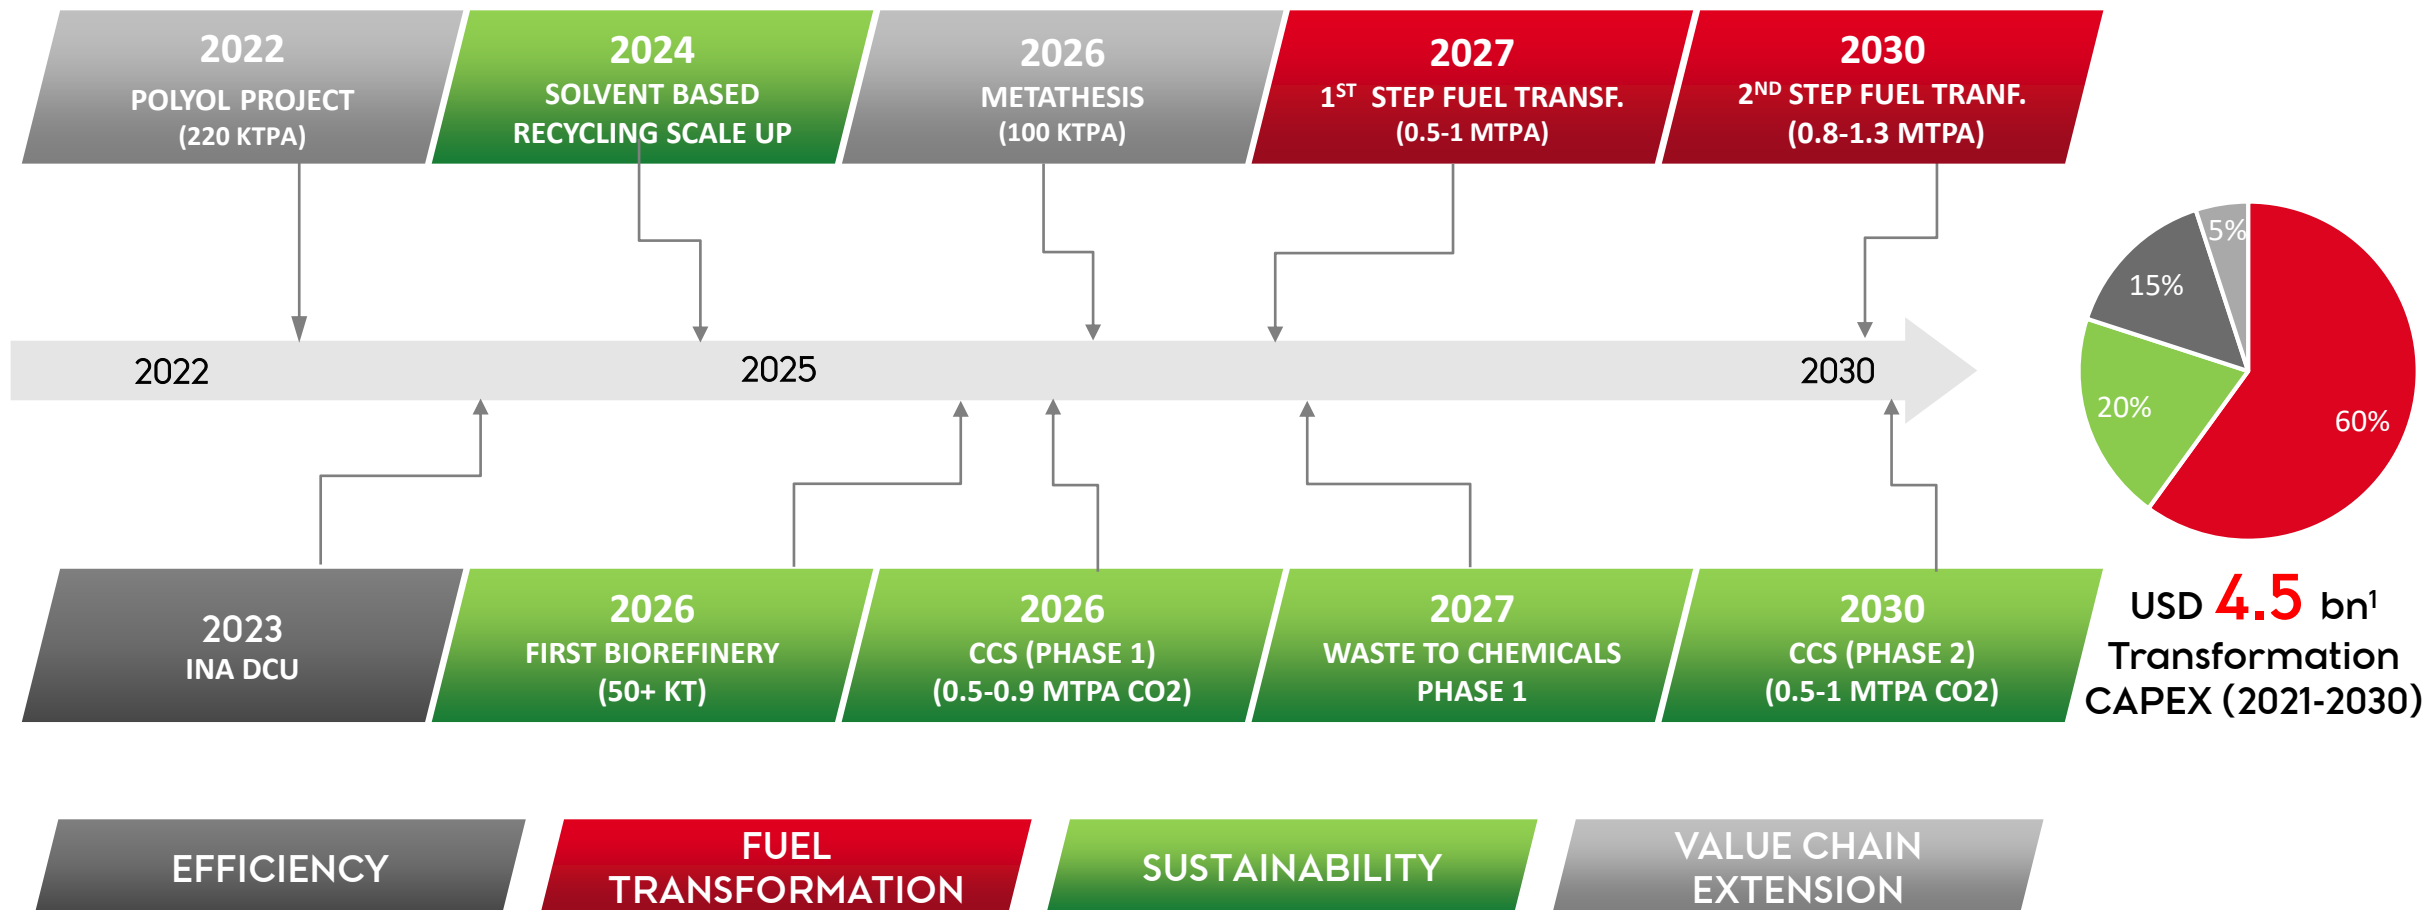 2022
POLYOL PROJECT
(220 KTPA)
2024
SOLVENT BASED
RECYCLING SCALE UP
2026
METATHESIS
(100 KTPA)
2027
1ST STEP FUEL TRANSF.
(0.5-1 MTPA)
2030
2ND STEP FUEL TRANF.
(0.8-1.3 MTPA)
2022
2025
2030
5%
15%
20%
60%
2023
INA DCU
2026
FIRST BIOREFINERY
(50+ KT)
2026
CCS (PHASE 1)
(0.5-0.9 MTPA CO2)
2027
WASTE TO CHEMICALS
PHASE 1
2030
CCS (PHASE 2)
(0.5-1 MTPA CO2)
USD 4.5 bn¹
Transformation
CAPEX (2021-2030)
EFFICIENCY
FUEL
TRANSFORMATION
SUSTAINABILITY
VALUE CHAIN
EXTENSION